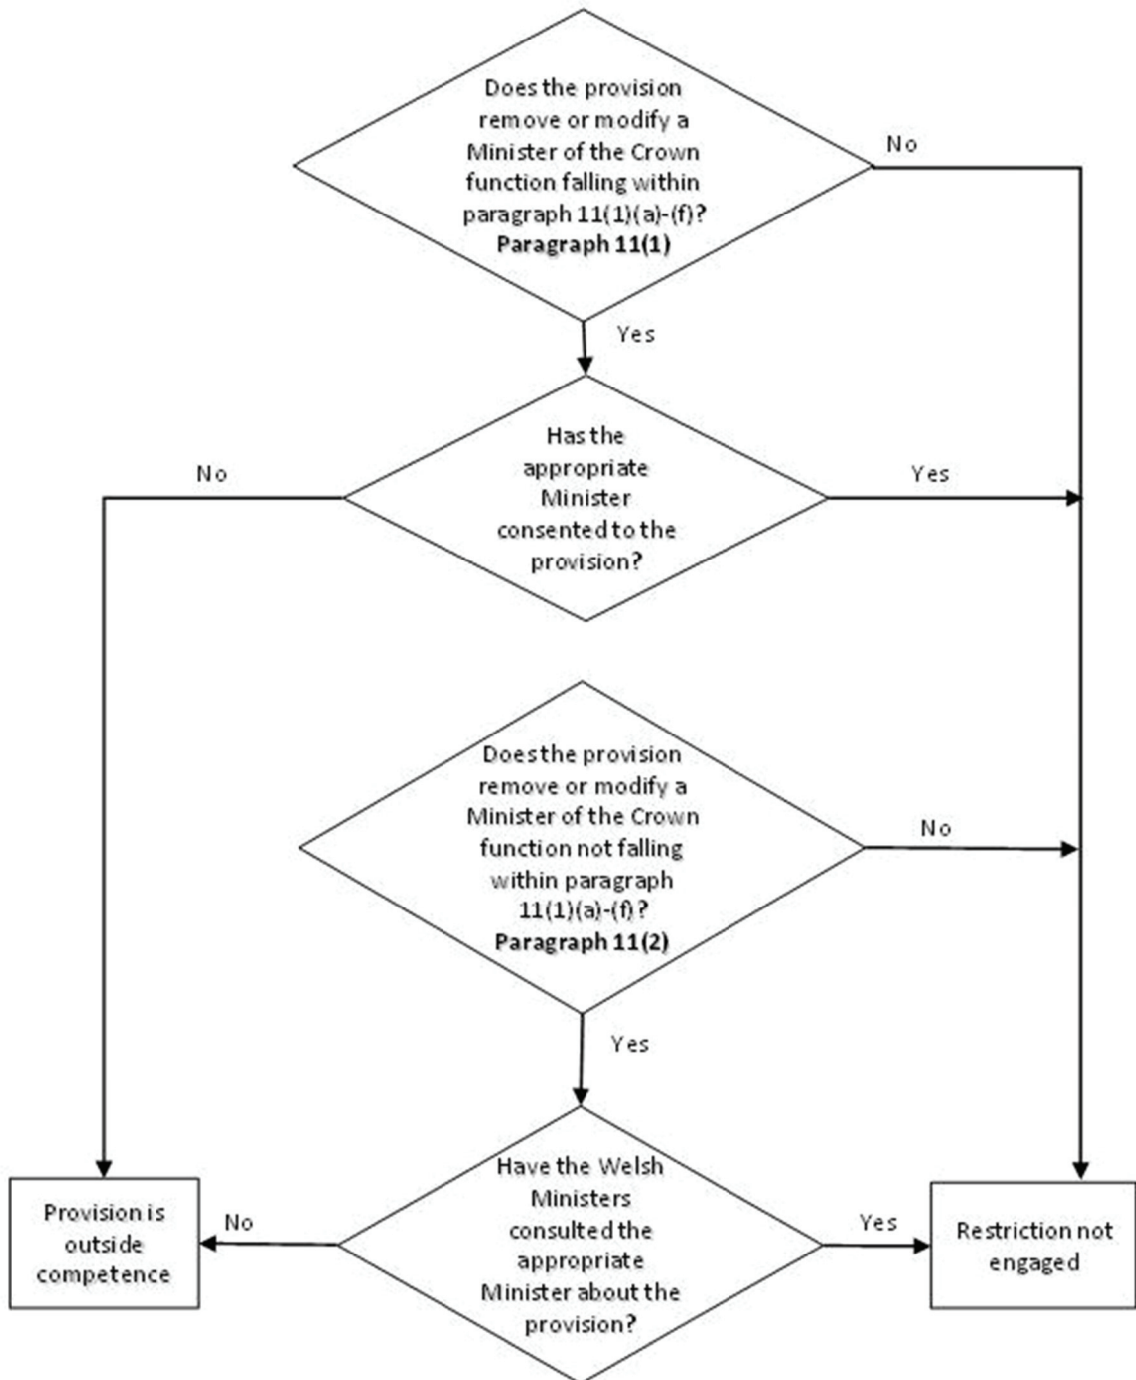 Does the provision
remove or modify a
Minister of the Crown
function falling within
paragraph 11(1)(a)-(f)?
Paragraph 11(1)
No
Yes
Has the
appropriate
Minister
consented to the
provision?
No
Yes
Does the provision
remove or modify a
Minister of the Crown
function not falling
within paragraph
11(1)(a)-(f)?
Paragraph 11(2)
No
Yes
Have the Welsh
Ministers
consulted the
appropriate
Minister about the
provision?
No
Yes
Provision is
outside
competence
Restriction not
engaged